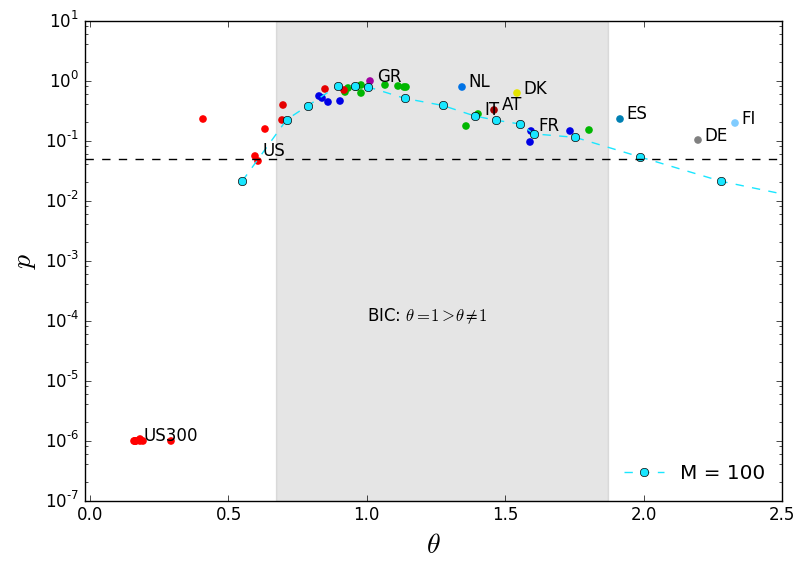 10^1
10^0
10^-1
10^-2
10^-3
10^-4
10^-5
10^-6
10^-7
p
GR
NL
DK
IT
AT
ES
FI
FR
DE
US
BIC: θ=1>θ≠1
US300
M = 100
0.0
0.5
1.0
1.5
2.0
2.5
θ